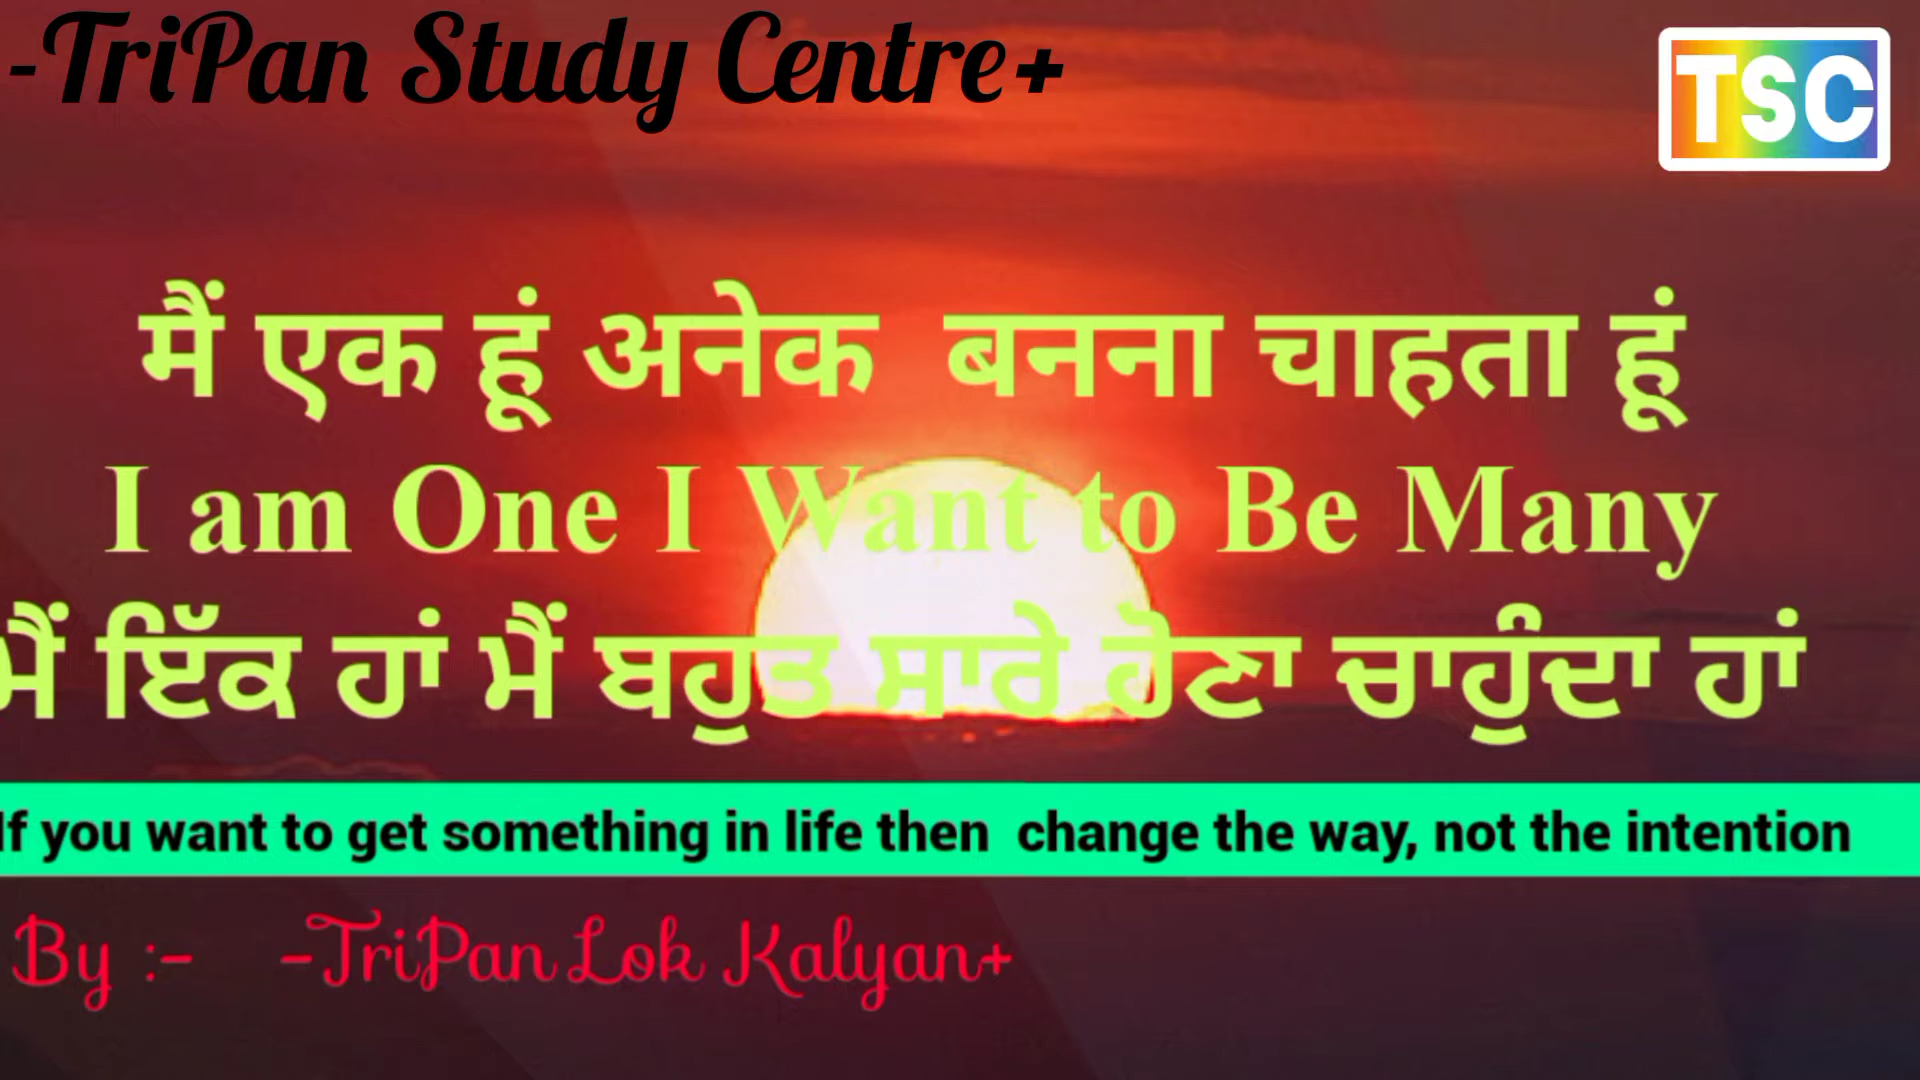 -TriPan Study Centre+
TSC
मैं एक हूं अनेक बनना चाहता हूं
I am One I Want to Be Many
ਮੈਂ ਇੱਕ ਹਾਂ ਮੈਂ ਬਹੁਤ ਸਾਰੇ ਹੋਣਾ ਚਾਹੁੰਦਾ ਹਾਂ
If you want to get something in life then change the way, not the intention
By :- -TriPan Lok Kalyan+